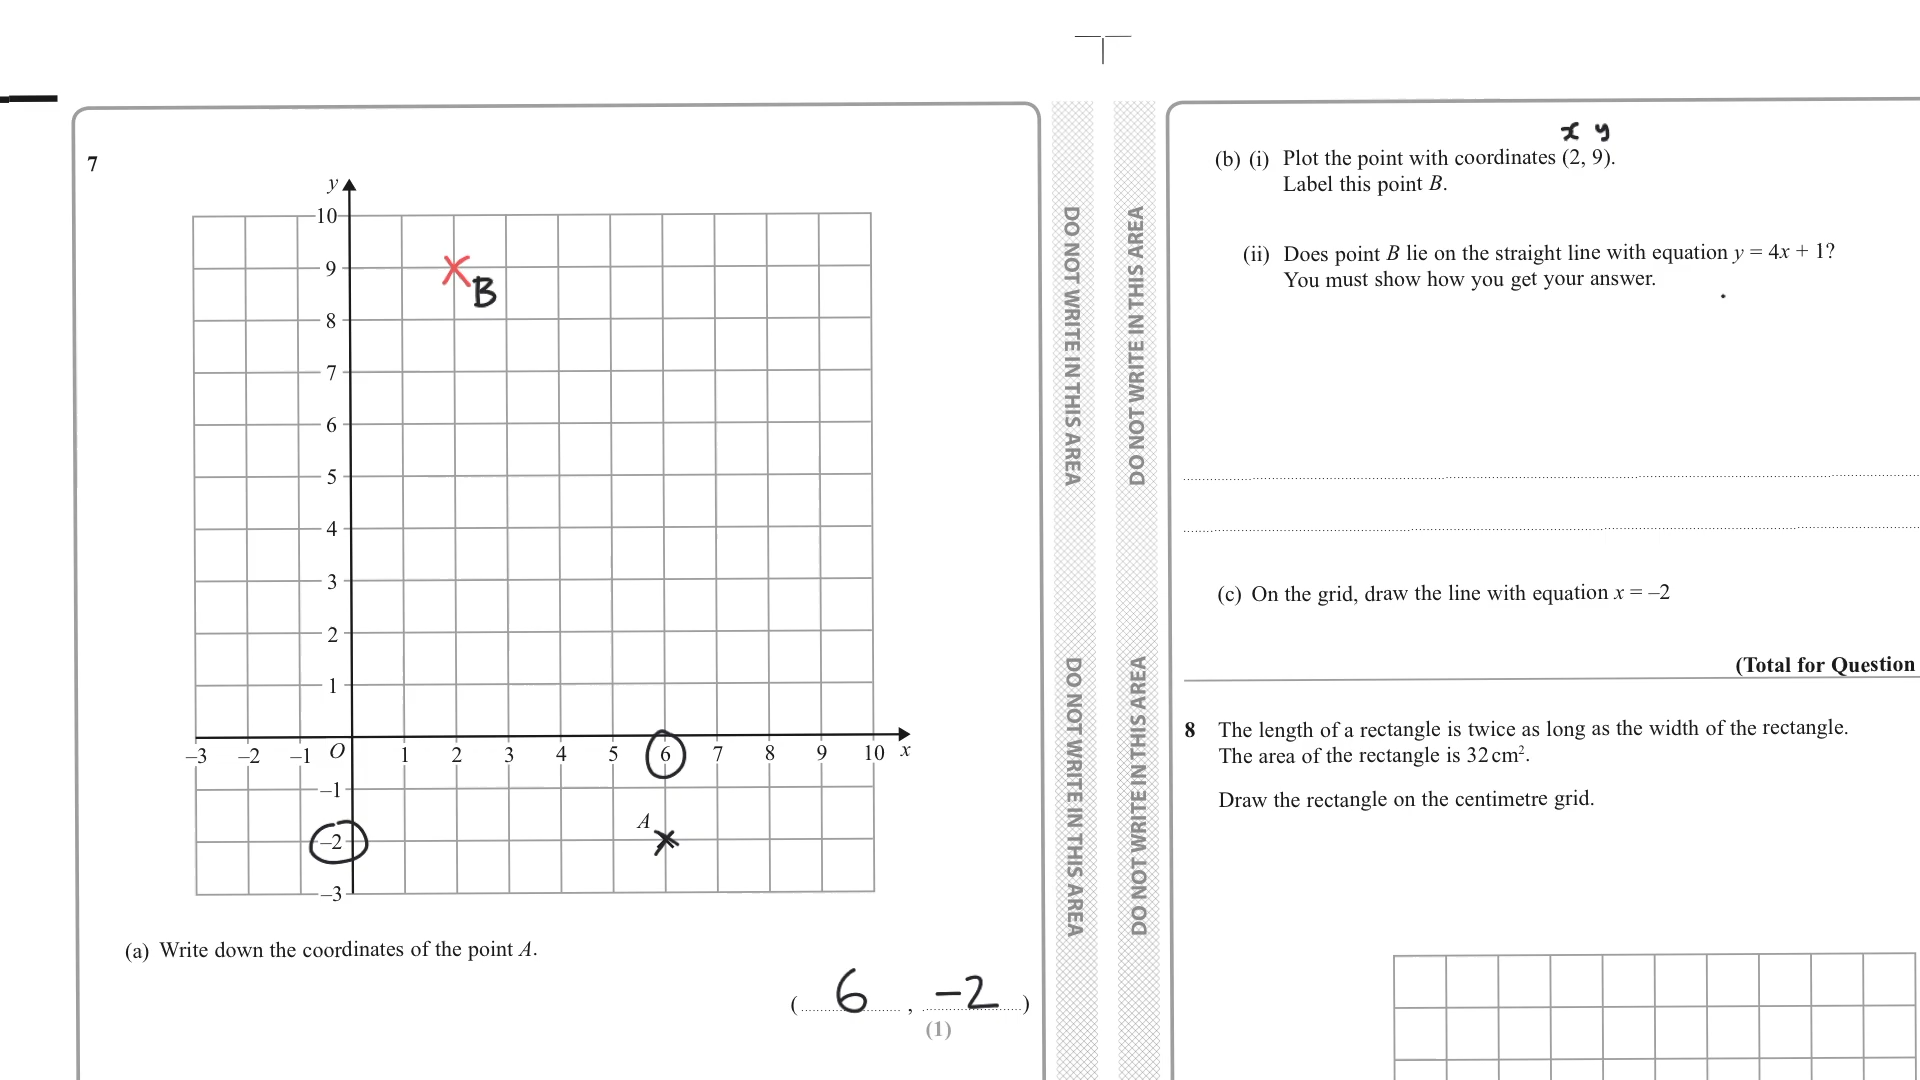 7
y
10
9
B
8
7
6
5
4
3
2
1
–3 –2 –1 O 1 2 3 4 5 6 7 8 9 10 x
–1
A
–2
–3
(a) Write down the coordinates of the point A.
( 6 , -2 )
(1)
DO NOT WRITE IN THIS AREA
DO NOT WRITE IN THIS AREA
DO NOT WRITE IN THIS AREA
DO NOT WRITE IN THIS AREA
x y
(b) (i) Plot the point with coordinates (2, 9).
Label this point B.
(ii) Does point B lie on the straight line with equation y = 4x + 1?
You must show how you get your answer.
(c) On the grid, draw the line with equation x = –2
(Total for Question
8 The length of a rectangle is twice as long as the width of the rectangle.
The area of the rectangle is 32 cm².
Draw the rectangle on the centimetre grid.